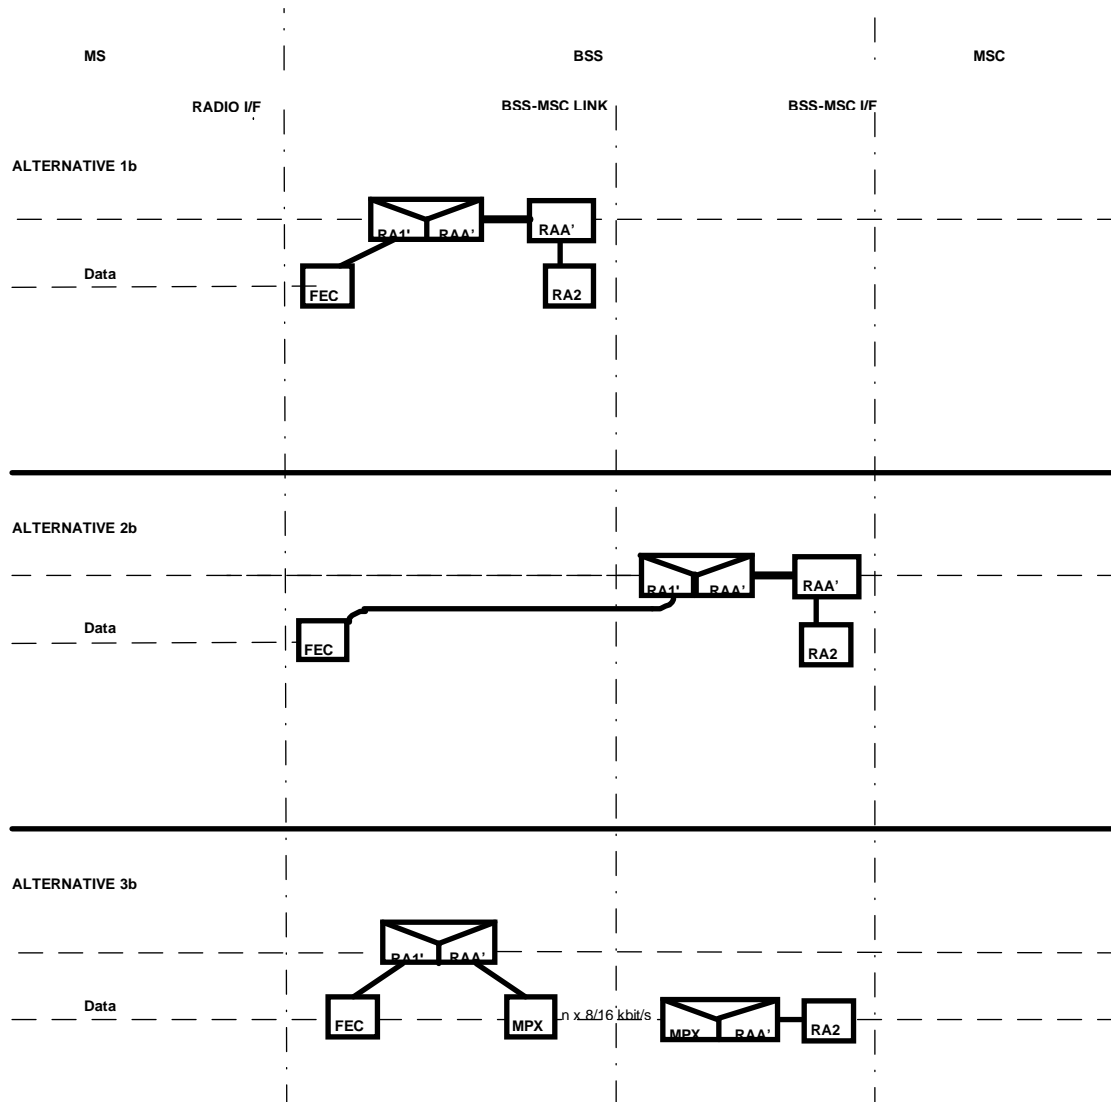 MS BSS MSC
RADIO I/F BSS-MSC LINK BSS-MSC I/F
ALTERNATIVE 1b
RA1' RAA' RAA'
Data
FEC RA2
ALTERNATIVE 2b
RA1' RAA' RAA'
Data
FEC RA2
ALTERNATIVE 3b
RA1' RAA'
Data
FEC MPX n x 8/16 kbit/s MPX RAA' RA2